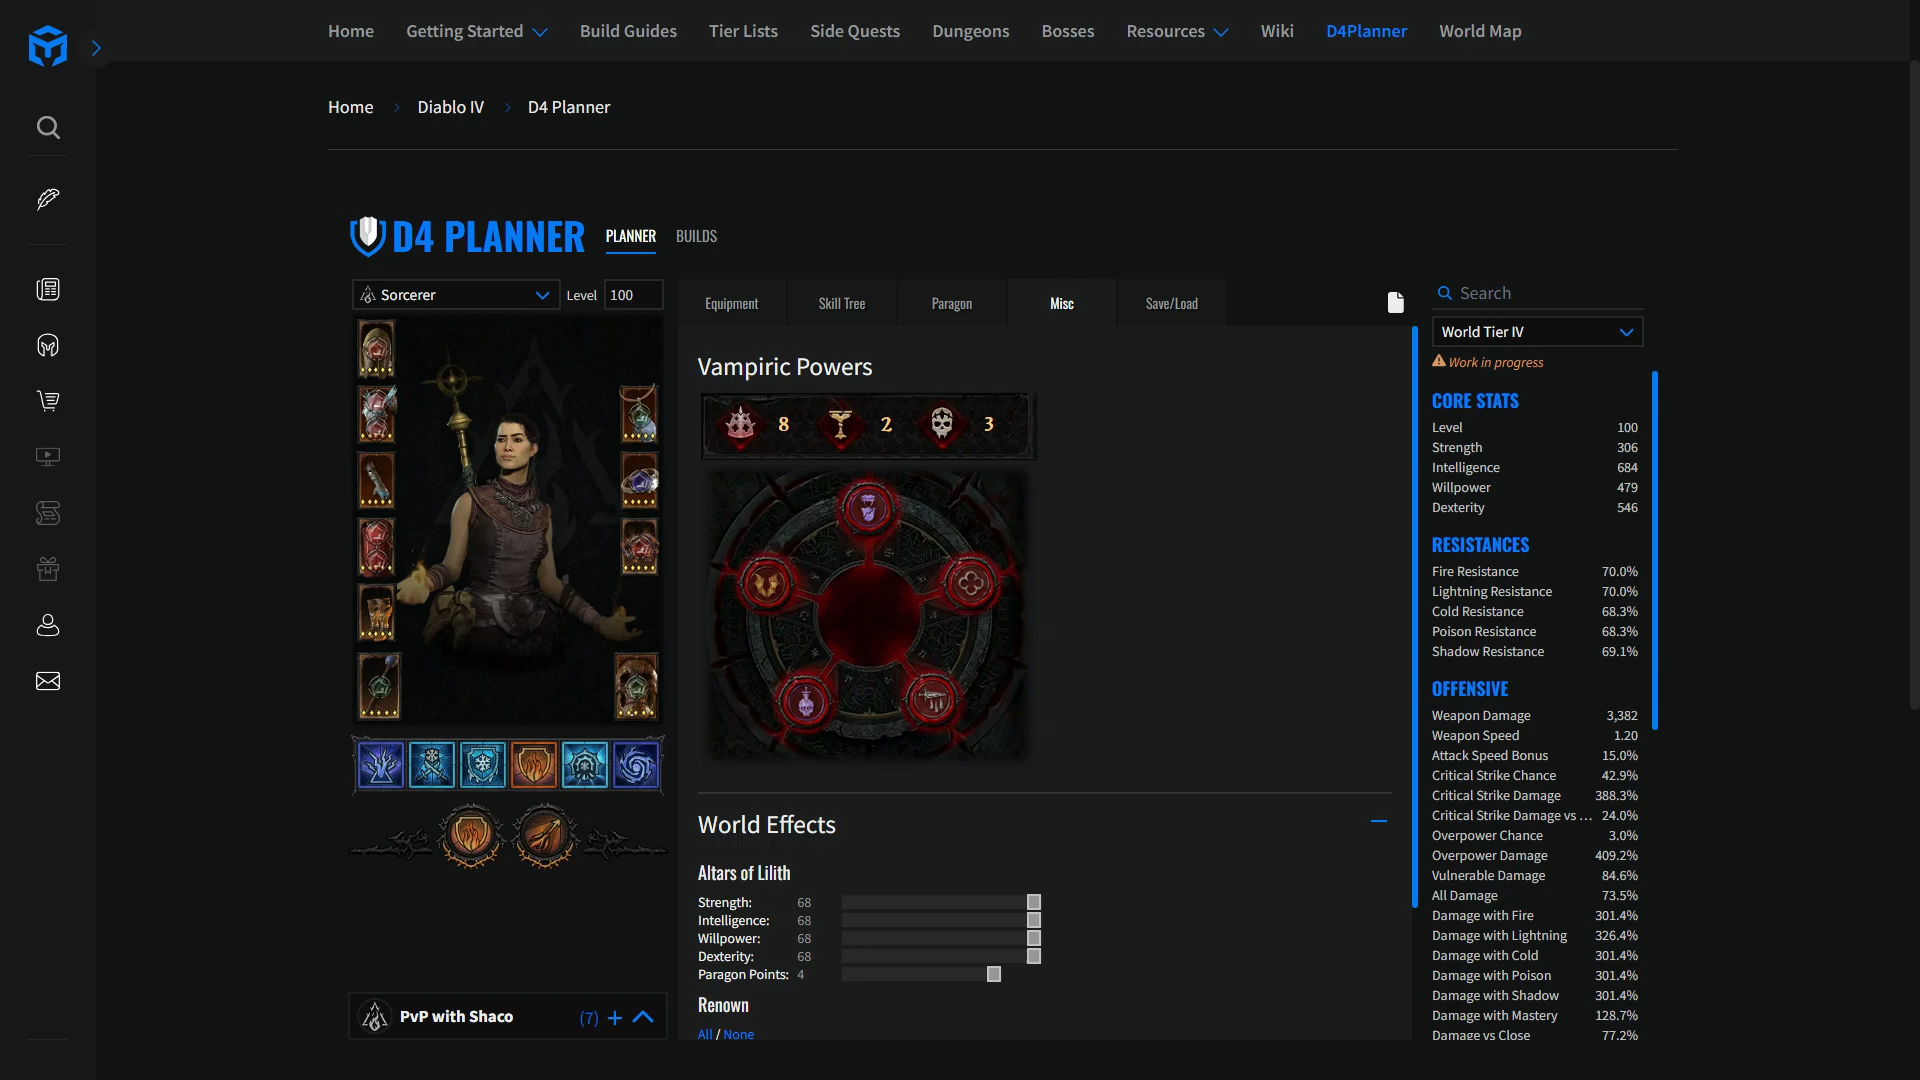 Home Getting Started Build Guides Tier Lists Side Quests Dungeons Bosses Resources Wiki D4Planner World Map
Home Diablo IV D4 Planner
D4 PLANNER PLANNER BUILDS
Sorcerer Level 100
Equipment Skill Tree Paragon Misc Save/Load
Vampiric Powers
8 2 3
World Effects
Altars of Lilith
Strength: 68
Intelligence: 68
Willpower: 68
Dexterity: 68
Paragon Points: 4
Renown
All / None
PvP with Shaco (7)
Search
World Tier IV
Work in progress
CORE STATS
Level 100
Strength 306
Intelligence 684
Willpower 479
Dexterity 546
RESISTANCES
Fire Resistance 70.0%
Lightning Resistance 70.0%
Cold Resistance 68.3%
Poison Resistance 68.3%
Shadow Resistance 69.1%
OFFENSIVE
Weapon Damage 3,382
Weapon Speed 1.20
Attack Speed Bonus 15.0%
Critical Strike Chance 42.9%
Critical Strike Damage 388.3%
Critical Strike Damage vs ... 24.0%
Overpower Chance 3.0%
Overpower Damage 409.2%
Vulnerable Damage 84.6%
All Damage 73.5%
Damage with Fire 301.4%
Damage with Lightning 326.4%
Damage with Cold 301.4%
Damage with Poison 301.4%
Damage with Shadow 301.4%
Damage with Mastery 128.7%
Damage vs Close 77.2%